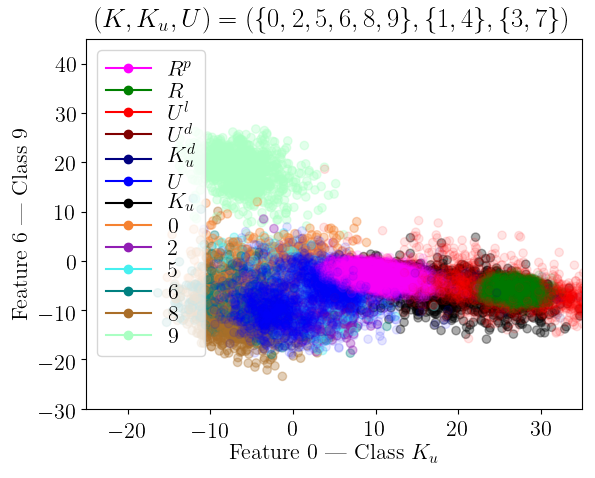 (K, K_u, U) = ({0, 2, 5, 6, 8, 9}, {1, 4}, {3, 7})
Feature 6 — Class 9
40
30
20
10
0
−10
−20
−30
R^p
R
U^l
U^d
K_u^d
U
K_u
0
2
5
6
8
9
−20
−10
0
10
20
30
Feature 0 — Class K_u